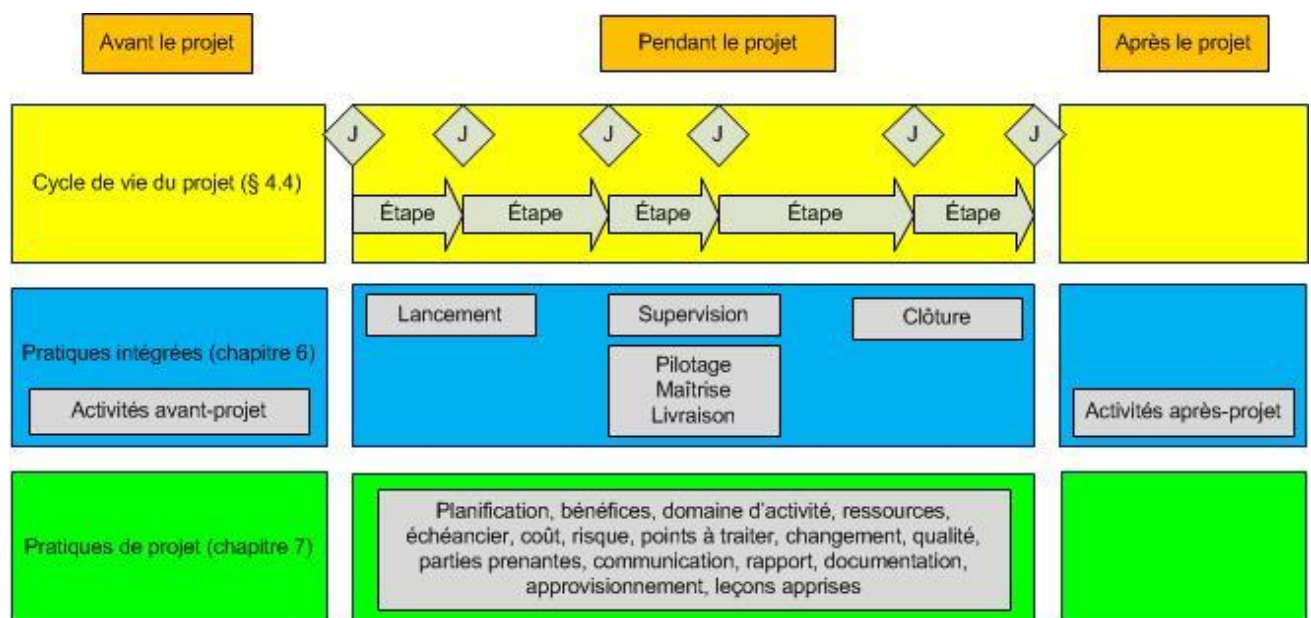 Avant le projet
Pendant le projet
Après le projet
J
J
J
J
J
J
Cycle de vie du projet (§ 4.4)
Étape
Étape
Étape
Étape
Étape
Lancement
Supervision
Clôture
Pratiques intégrées (chapitre 6)
Pilotage
Maîtrise
Livraison
Activités avant-projet
Activités après-projet
Planification, bénéfices, domaine d'activité, ressources,
échéancier, coût, risque, points à traiter, changement, qualité,
parties prenantes, communication, rapport, documentation,
approvisionnement, leçons apprises
Pratiques de projet (chapitre 7)